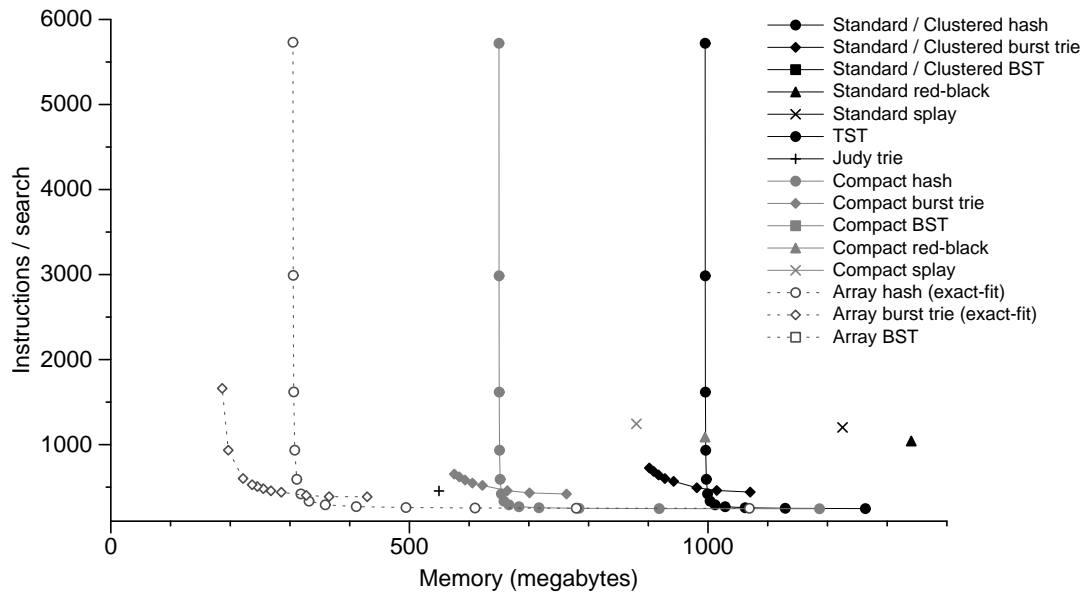 6000
5000
4000
3000
2000
1000
Instructions / search
0
500
1000
Memory (megabytes)
Standard / Clustered hash
Standard / Clustered burst trie
Standard / Clustered BST
Standard red-black
Standard splay
TST
Judy trie
Compact hash
Compact burst trie
Compact BST
Compact red-black
Compact splay
Array hash (exact-fit)
Array burst trie (exact-fit)
Array BST